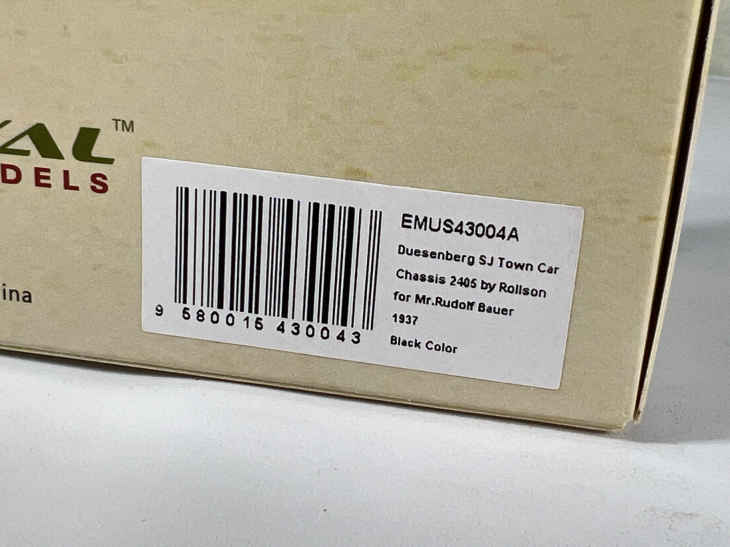 AL™
DELS
ina
EMUS43004A
Duesenberg SJ Town Car
Chassis 2405 by Rollson
for Mr.Rudolf Bauer
1937
Black Color
9 580015 430043